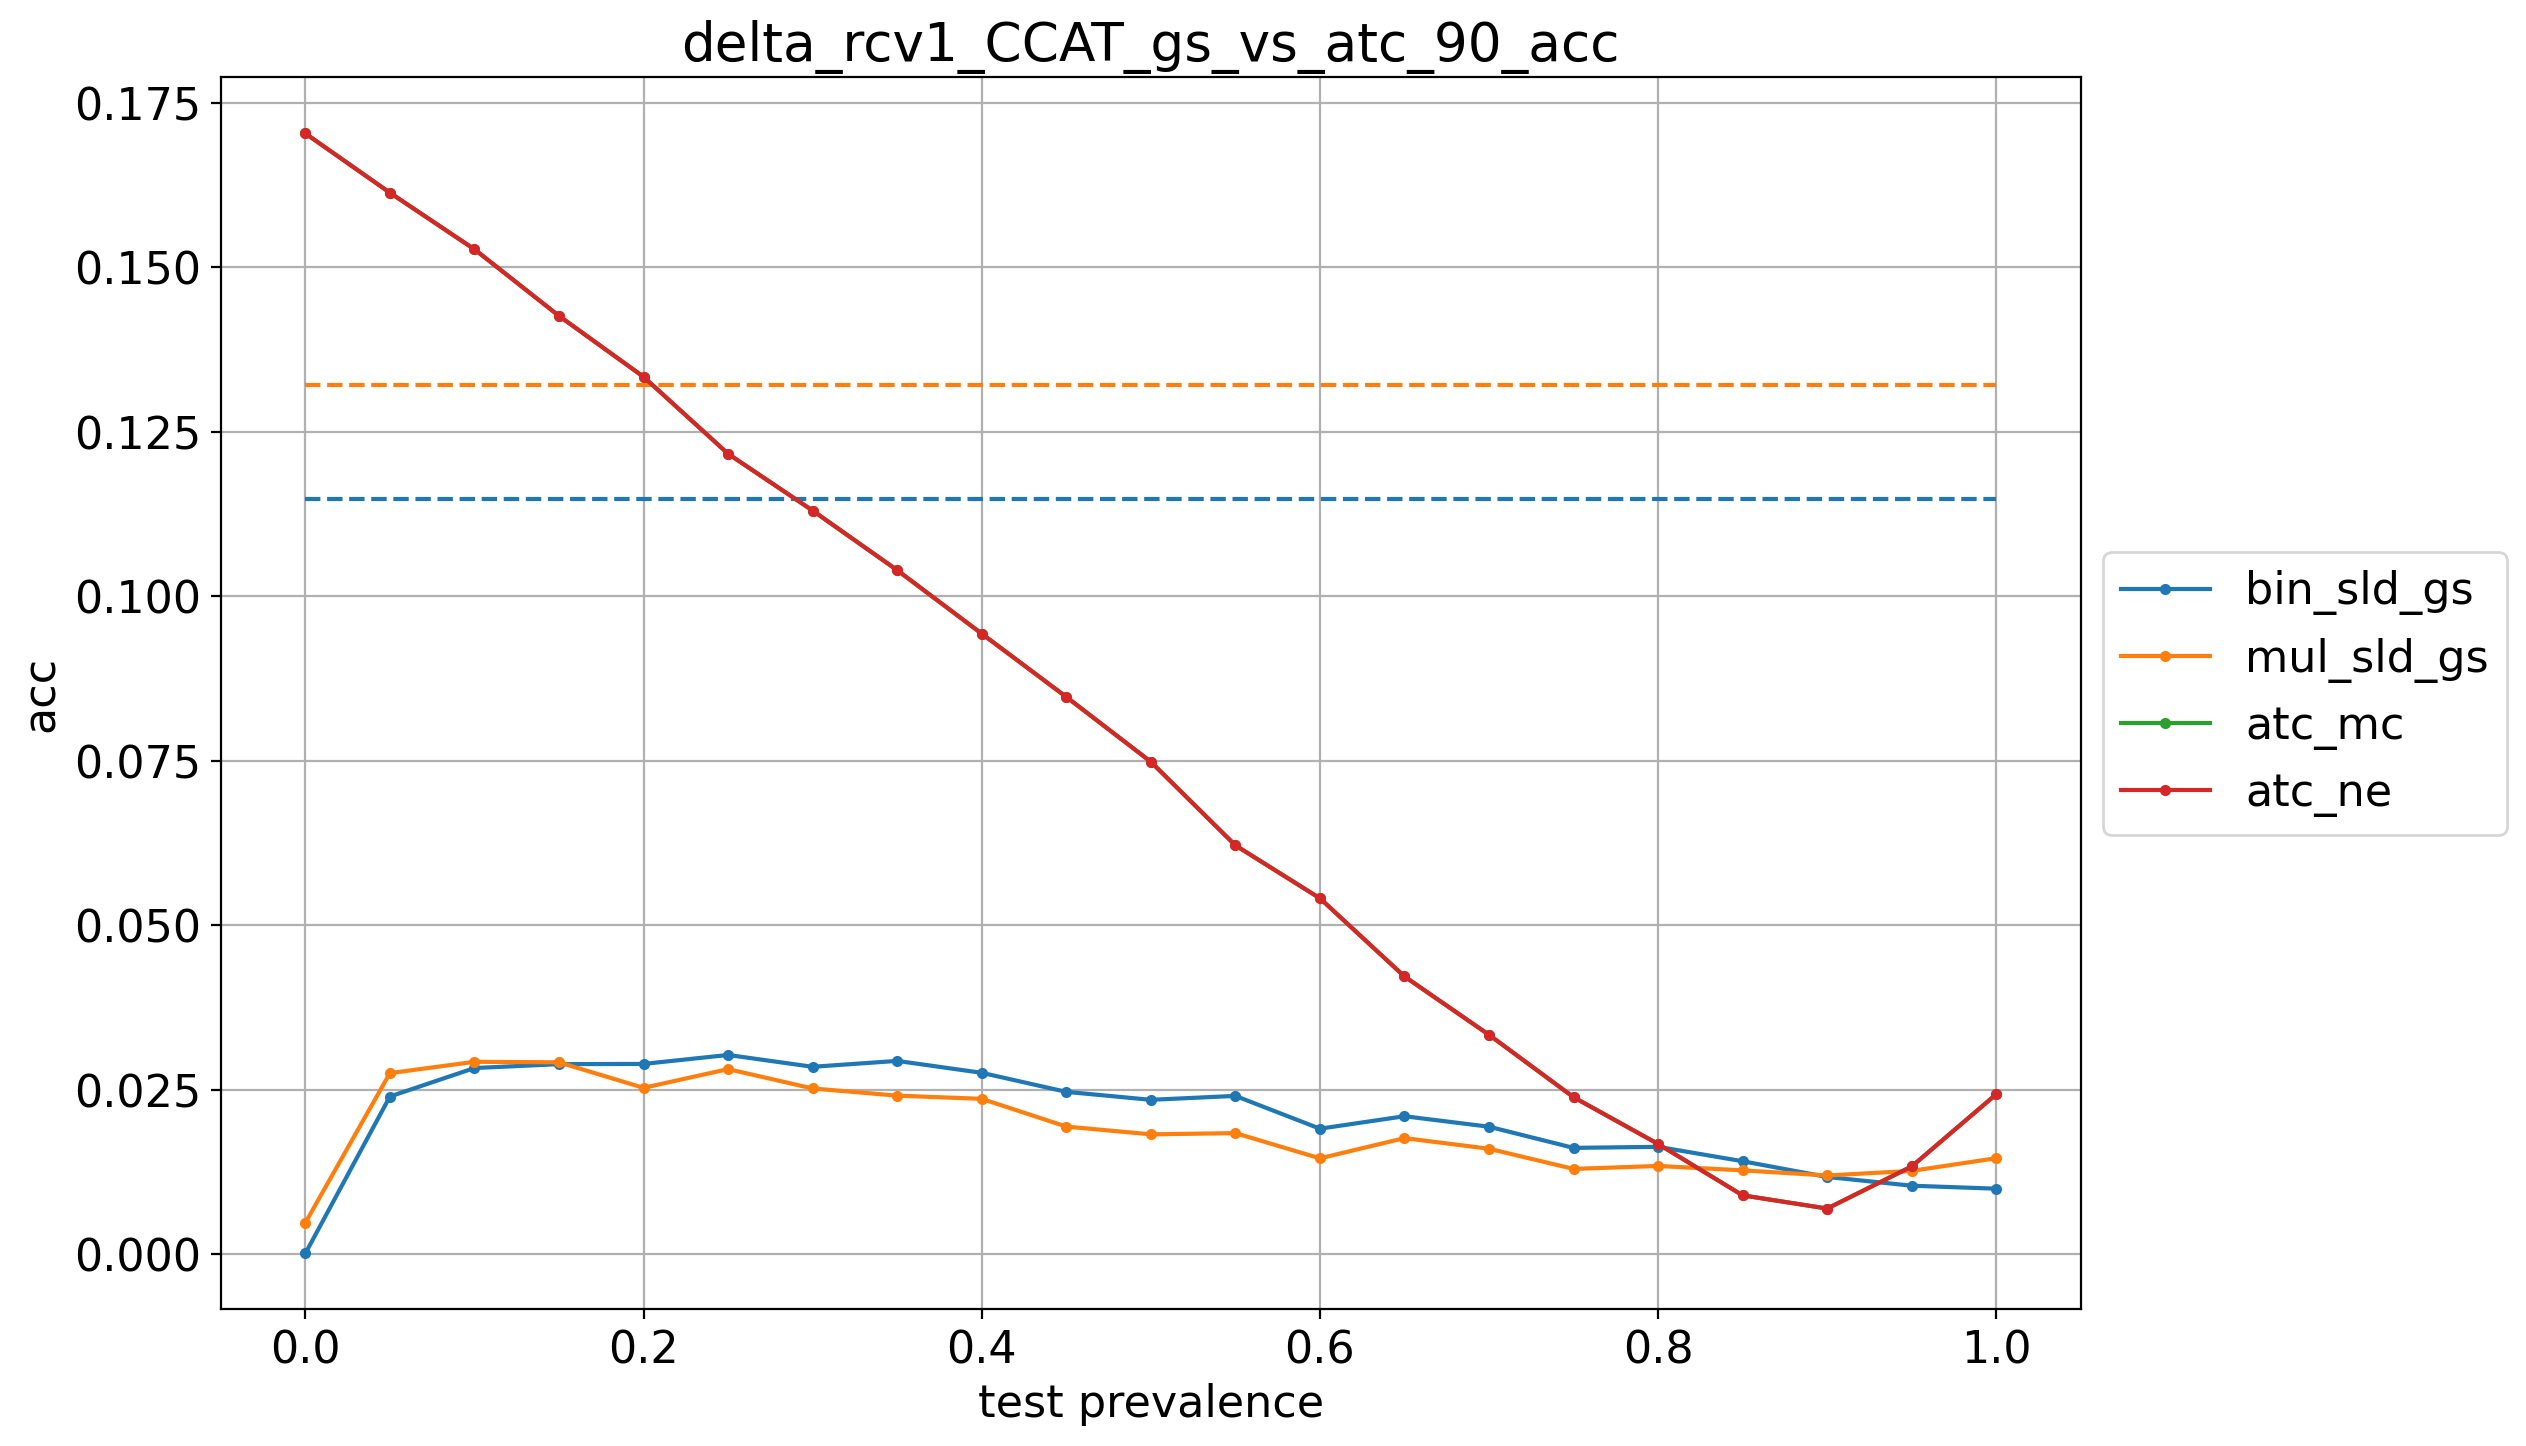 delta_rcv1_CCAT_gs_vs_atc_90_acc
0.175
0.150
0.125
0.100
0.075
0.050
0.025
0.000
acc
0.0 0.2 0.4 0.6 0.8 1.0
test prevalence
bin_sld_gs
mul_sld_gs
atc_mc
atc_ne